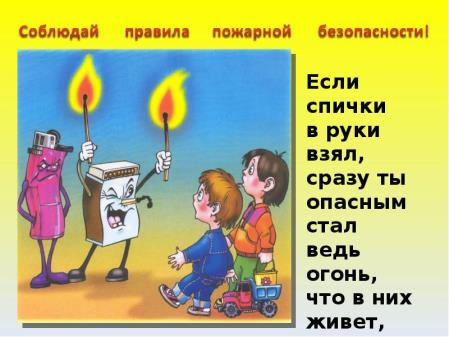 Соблюдай правила пожарной безопасности!
Если
спички
в руки
взял,
сразу ты
опасным
стал
ведь
огонь,
что в них
живет,